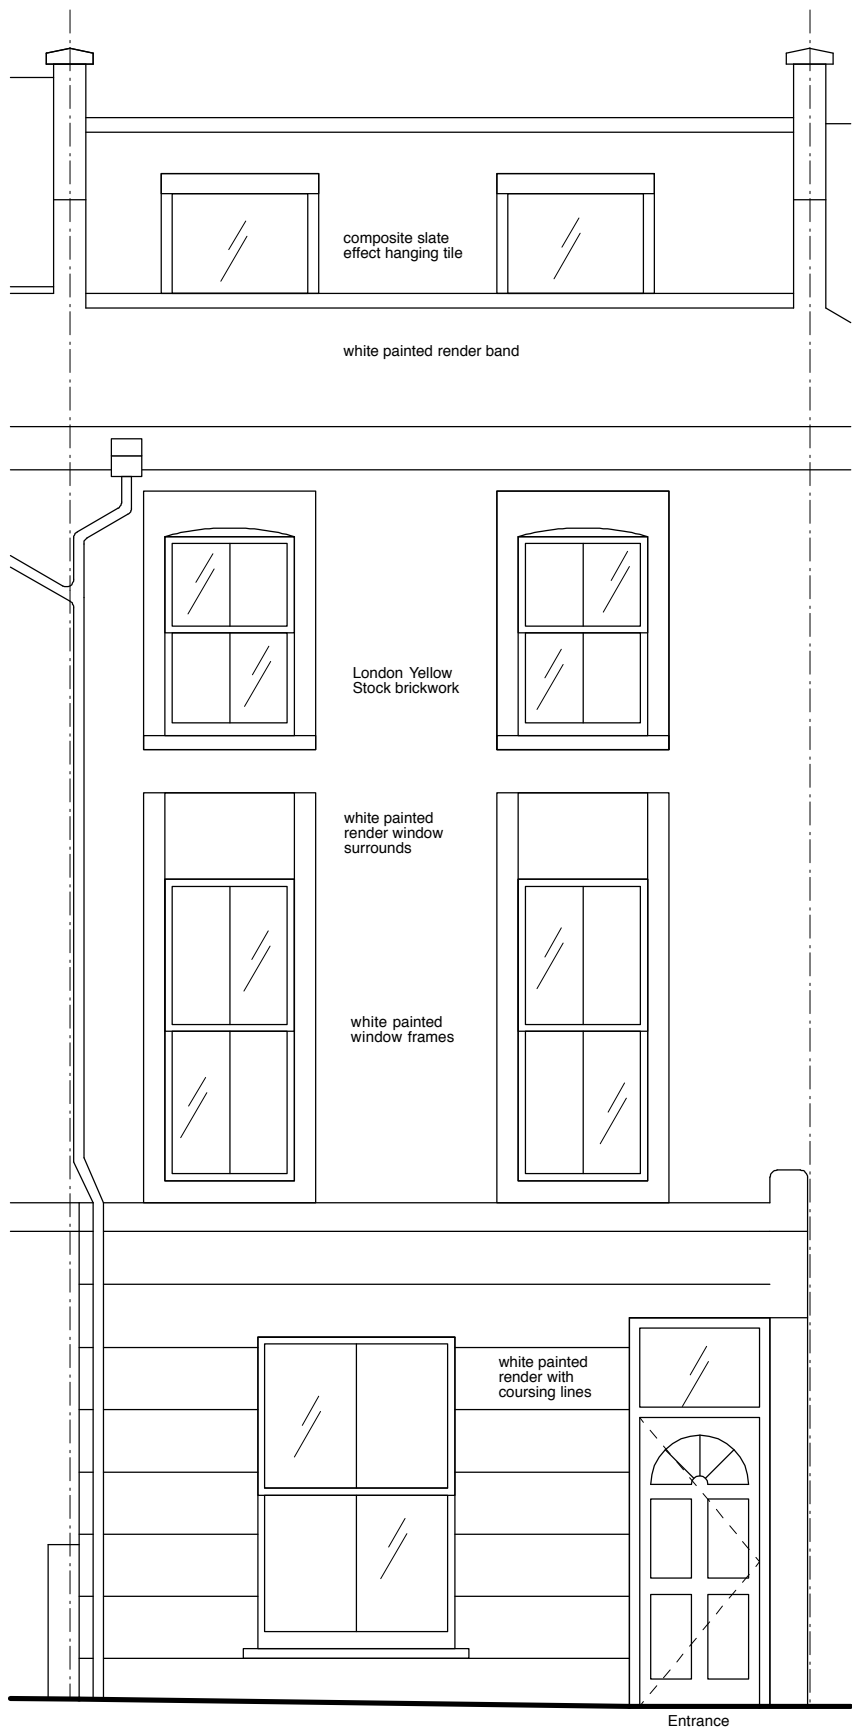 composite slate
effect hanging tile
white painted render band
London Yellow
Stock brickwork
white painted
render window
surrounds
white painted
window frames
white painted
render with
coursing lines
Entrance